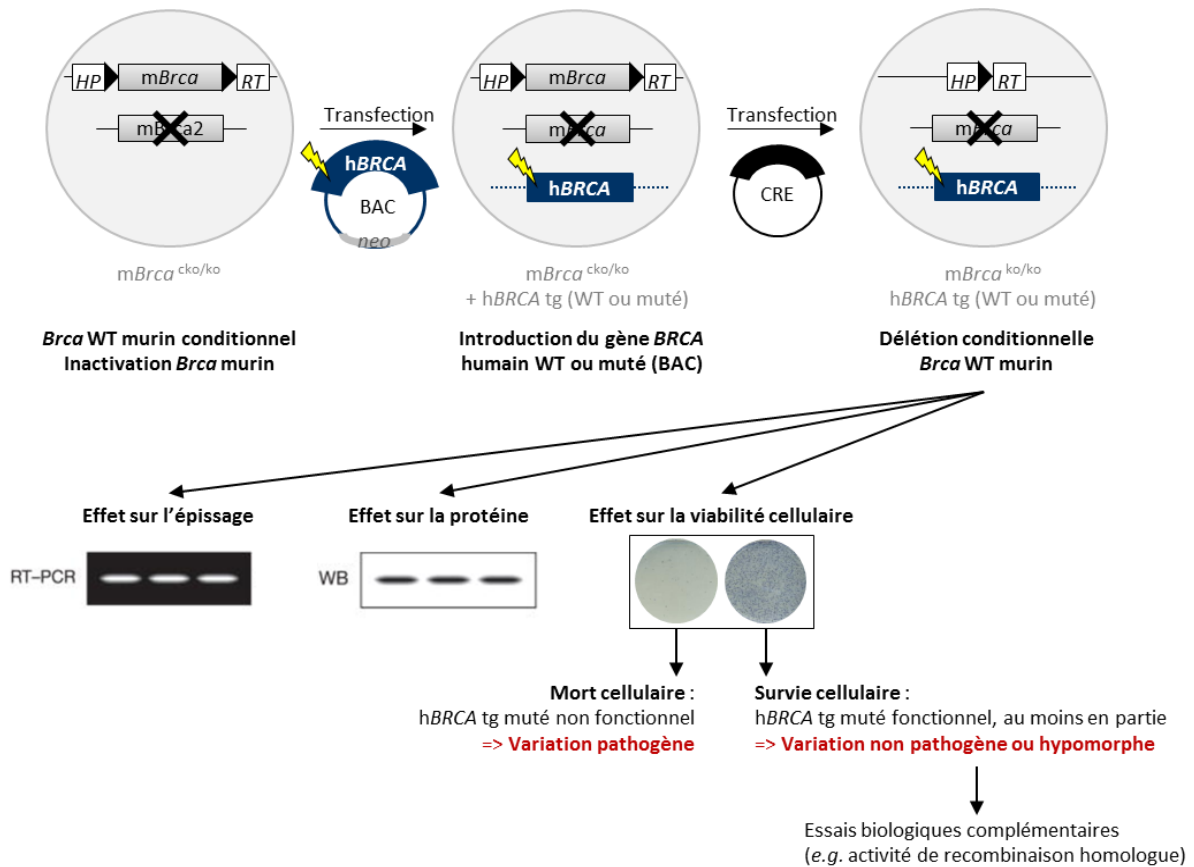 HP mBrca RT
mBrca2
mBrca cko/ko
Brca WT murin conditionnel
Inactivation Brca murin
Transfection
hBRCA
BAC
neo
HP mBrca RT
mBrca
hBRCA
mBrca cko/ko
+ hBRCA tg (WT ou muté)
Introduction du gène BRCA
humain WT ou muté (BAC)
Transfection
CRE
HP RT
mBrca
hBRCA
mBrca ko/ko
hBRCA tg (WT ou muté)
Délétion conditionnelle
Brca WT murin
Effet sur l’épissage
RT–PCR
Effet sur la protéine
WB
Effet sur la viabilité cellulaire
Mort cellulaire :
hBRCA tg muté non fonctionnel
=> Variation pathogène
Survie cellulaire :
hBRCA tg muté fonctionnel, au moins en partie
=> Variation non pathogène ou hypomorphe
Essais biologiques complémentaires
(e.g. activité de recombinaison homologue)